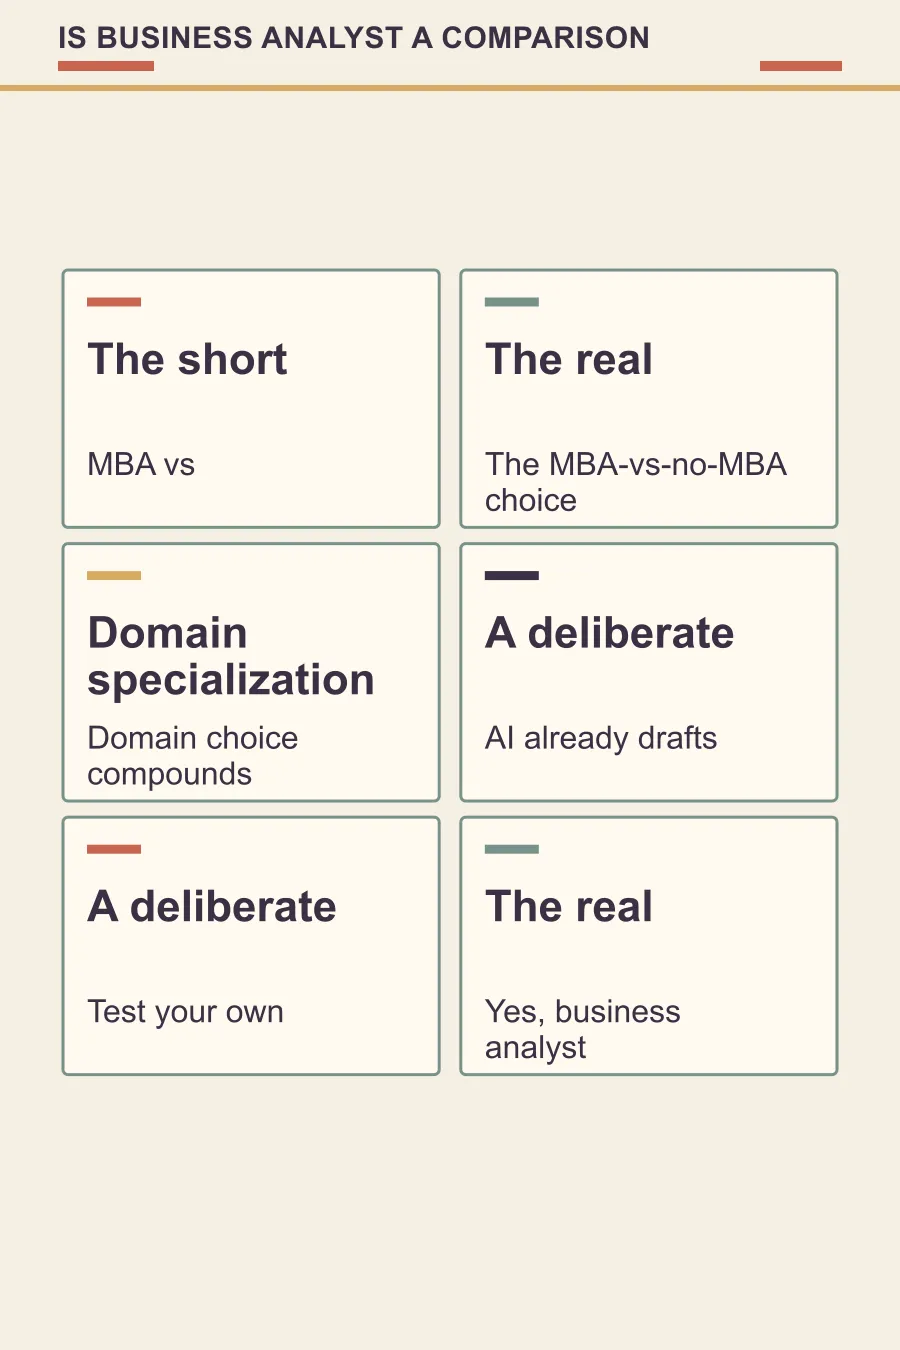 IS BUSINESS ANALYST A COMPARISON
The short
MBA vs
The real
The MBA-vs-no-MBA
choice
Domain
specialization
Domain choice
compounds
A deliberate
AI already drafts
A deliberate
Test your own
The real
Yes, business
analyst